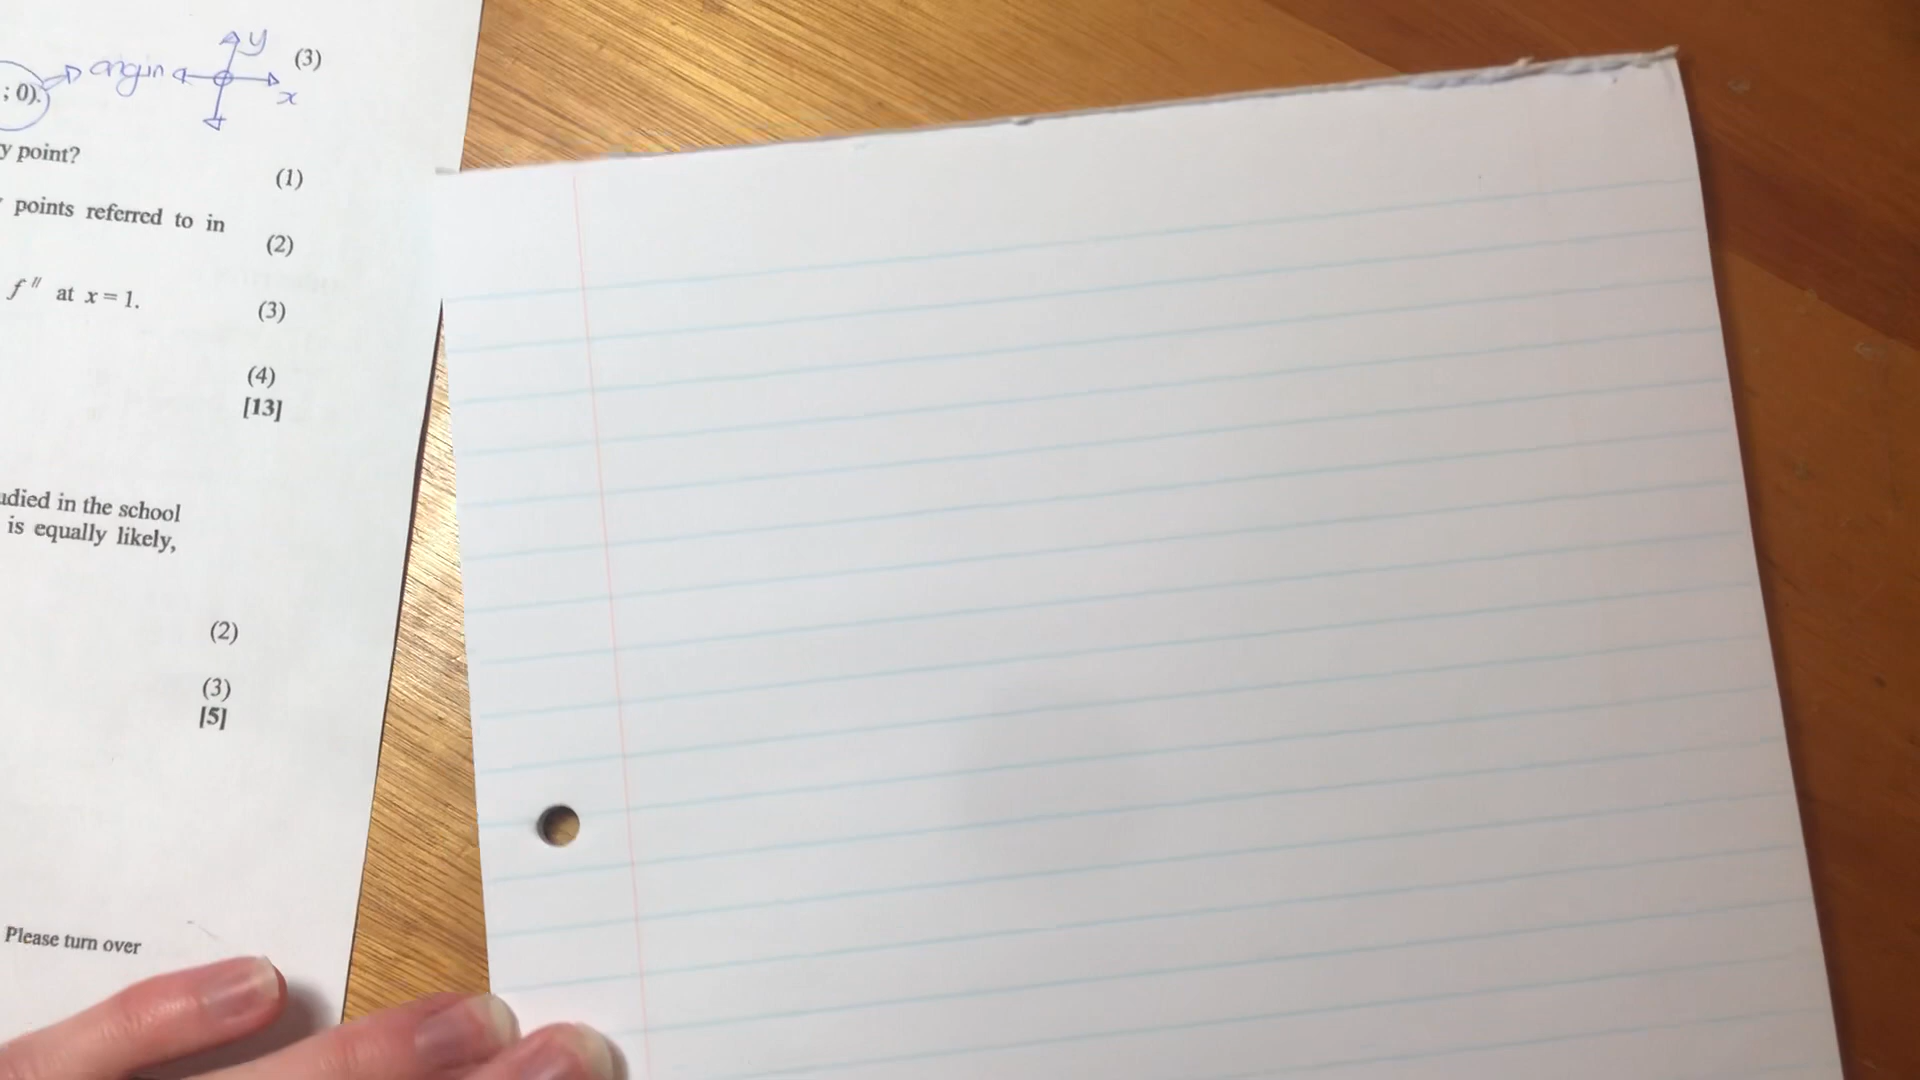 y
(3)
origin
x
; 0).
y point?
(1)
points referred to in
(2)
f″ at x = 1.
(3)
(4)
[13]
udied in the school
is equally likely,
(2)
(3)
[5]
Please turn over